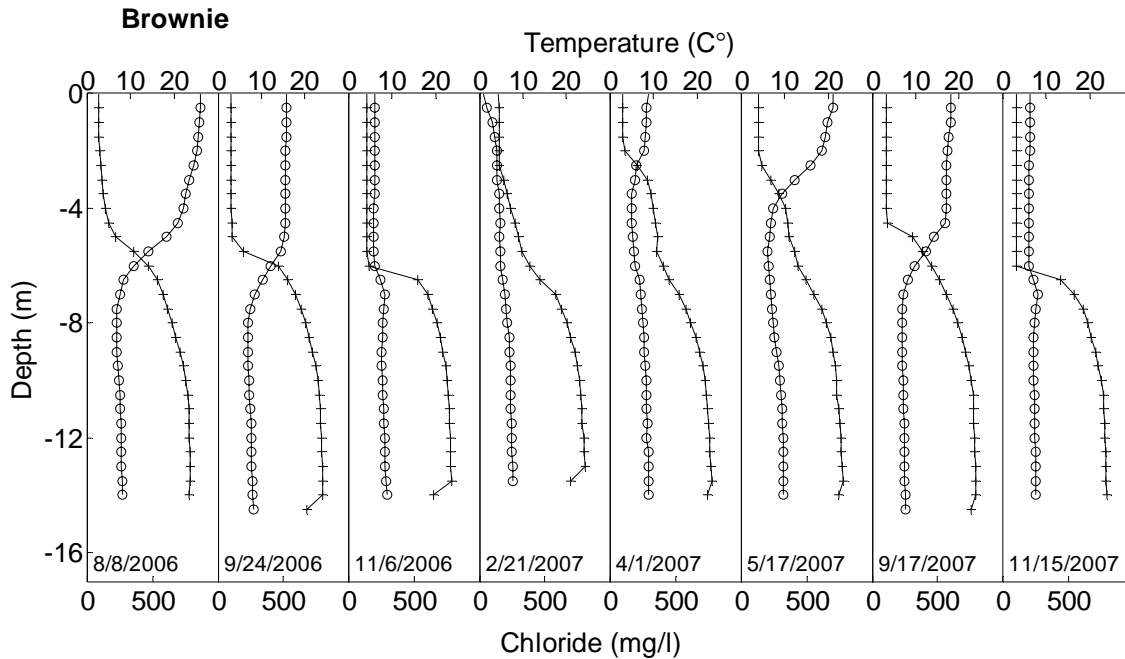 Brownie
Temperature (C°)
0 10 20 0 10 20 0 10 20 0 10 20 0 10 20 0 10 20 0 10 20 0 10 20
0
-4
-8
-12
-16
Depth (m)
8/8/2006 9/24/2006 11/6/2006 2/21/2007 4/1/2007 5/17/2007 9/17/2007 11/15/2007
0 500 0 500 0 500 0 500 0 500 0 500 0 500 0 500
Chloride (mg/l)